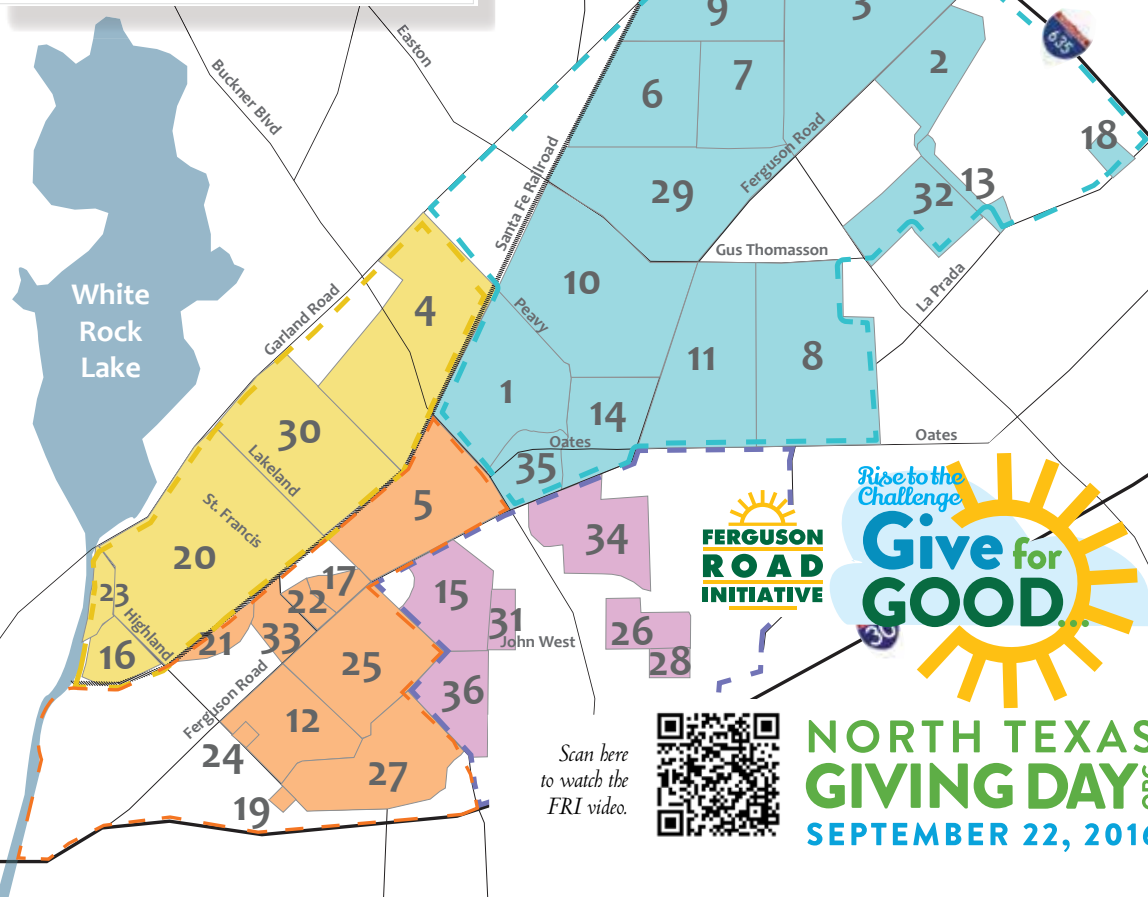 9
3
6
7
2
635
18
Buckner Blvd
Easton
Santa Fe Railroad
Ferguson Road
29
32
13
Gus Thomasson
La Prada
10
Peavy
4
Garland Road
White
Rock
Lake
11
8
1
14
Oates
Oates
35
30
Lakeland
St. Francis
5
34
20
23
17
22
15
31
John West
26
28
Highland
16
21
33
25
36
Ferguson Road
12
24
27
19
FERGUSON
ROAD
INITIATIVE
Rise to the
Challenge
Give for
GOOD...
30
Scan here
to watch the
FRI video.
NORTH TEXAS
GIVING DAY
SEPTEMBER 22, 2016